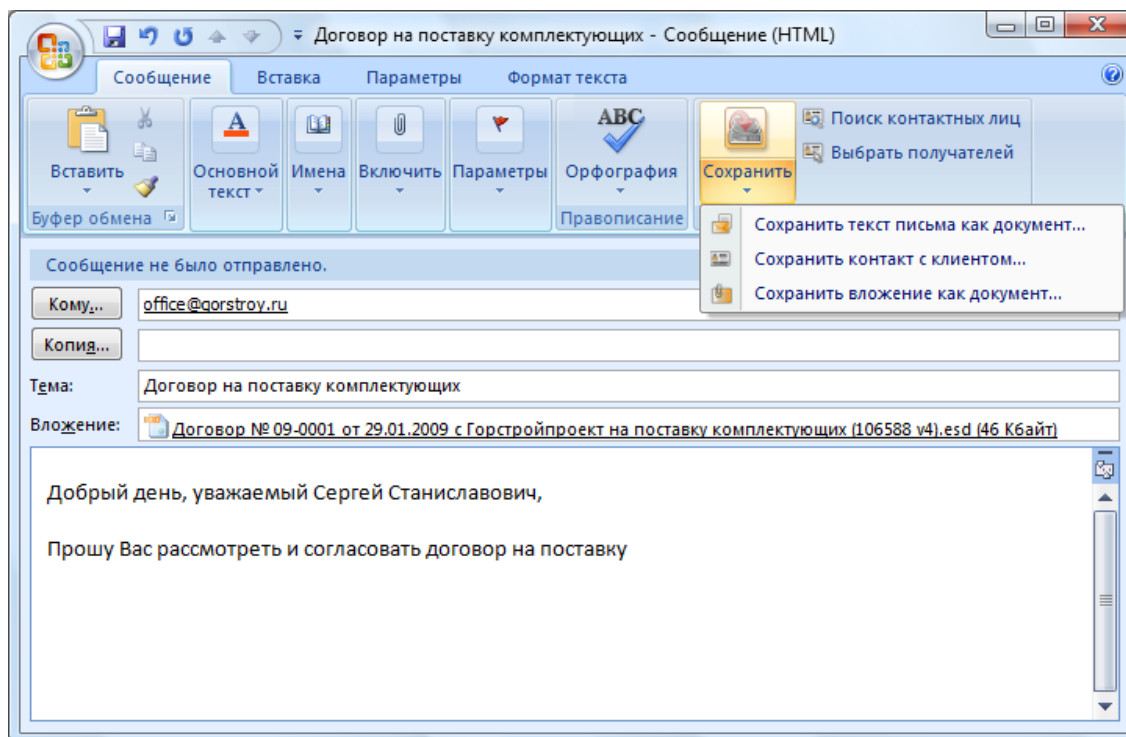 Договор на поставку комплектующих - Сообщение (HTML)
Сообщение Вставка Параметры Формат текста
Вставить
Буфер обмена
Основной текст
Имена
Включить
Параметры
ABC
Орфография
Правописание
Сохранить
Поиск контактных лиц
Выбрать получателей
Сохранить текст письма как документ...
Сохранить контакт с клиентом...
Сохранить вложение как документ...
Сообщение не было отправлено.
Кому... office@gorstroy.ru
Копия...
Тема: Договор на поставку комплектующих
Вложение: Договор № 09-0001 от 29.01.2009 с Горстройпроект на поставку комплектующих (106588 v4).esd (46 Кбайт)
Добрый день, уважаемый Сергей Станиславович,
Прошу Вас рассмотреть и согласовать договор на поставку